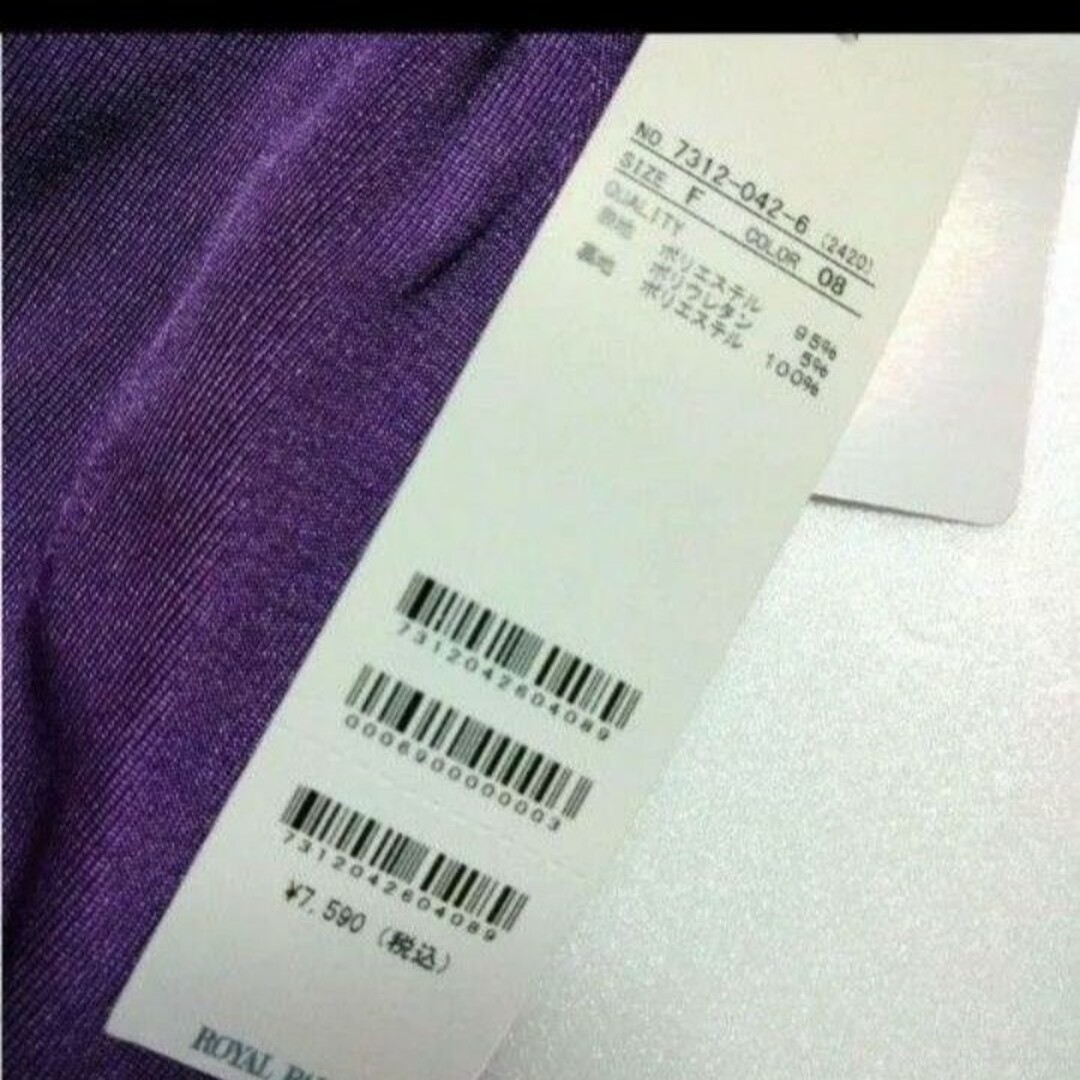 NO 7312-042-6 (2420)
SIZE F COLOR 08
QUALITY
表地 ポリエステル 95%
ポリウレタン 5%
裏地 ポリエステル 100%
7312042604089
0006900000003
7312042604089
¥7,590 (税込)
ROYAL